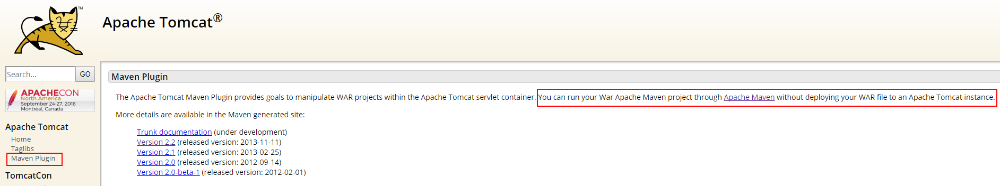 TM
Apache Tomcat®
Search...
GO
APACHECON
North America
September 24-27, 2018
Montréal, Canada
Apache Tomcat
Home
Taglibs
Maven Plugin
TomcatCon
Maven Plugin
The Apache Tomcat Maven Plugin provides goals to manipulate WAR projects within the Apache Tomcat servlet container. You can run your War Apache Maven project through Apache Maven without deploying your WAR file to an Apache Tomcat instance.
More details are available in the Maven generated site:
Trunk documentation (under development)
Version 2.2 (released version: 2013-11-11)
Version 2.1 (released version: 2013-02-25)
Version 2.0 (released version: 2012-09-14)
Version 2.0-beta-1 (released version: 2012-02-01)